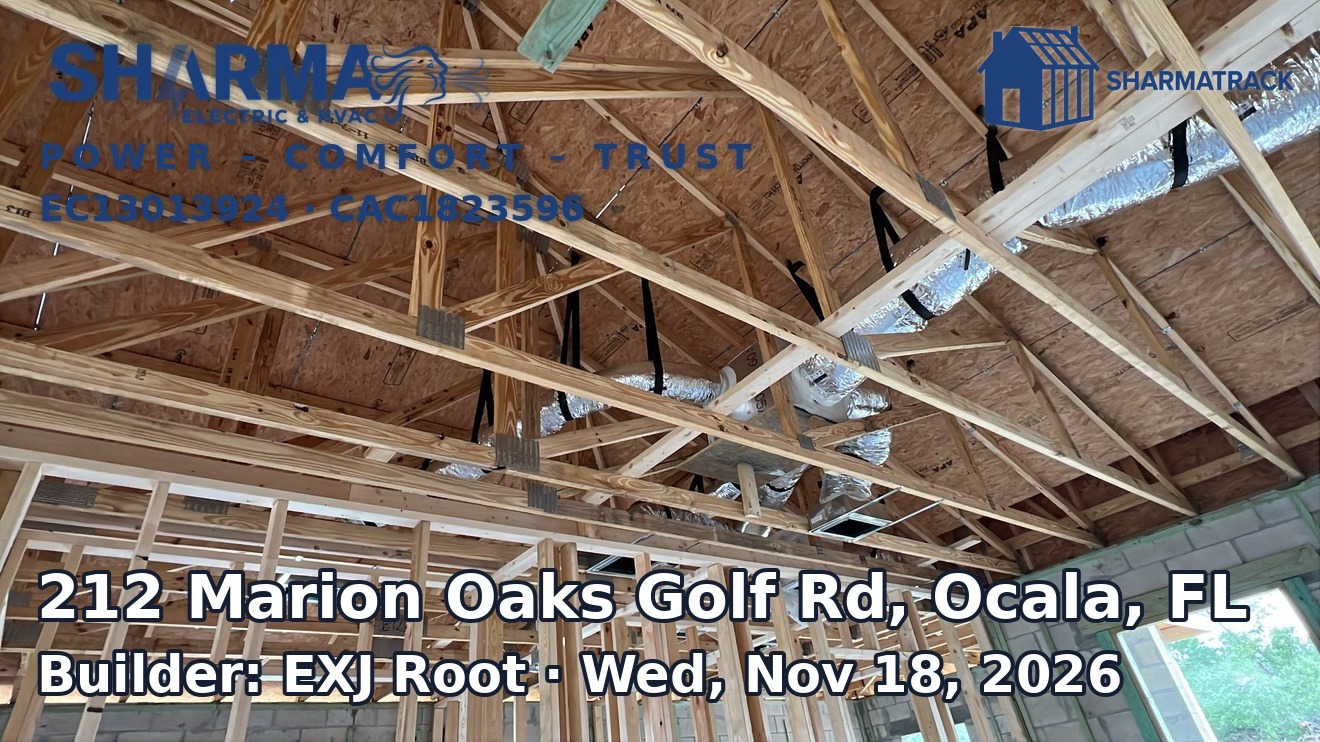 SHARMA
ELECTRIC & HVAC
SHARMATRACK
POWER - COMFORT - TRUST
EC13013924 · CAC1823596
212 Marion Oaks Golf Rd, Ocala, FL
Builder: EXJ Root · Wed, Nov 18, 2026